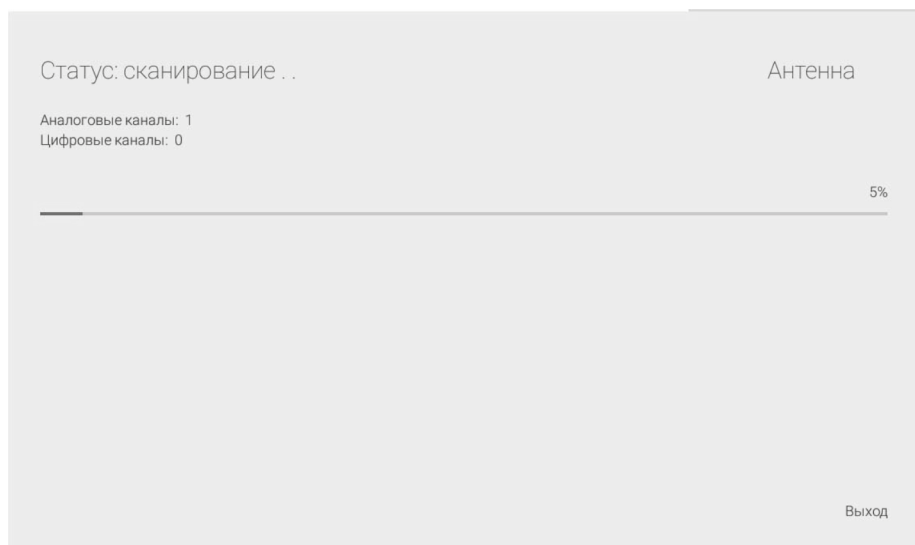 Статус: сканирование . .
Антенна
Аналоговые каналы: 1
Цифровые каналы: 0
5%
Выход